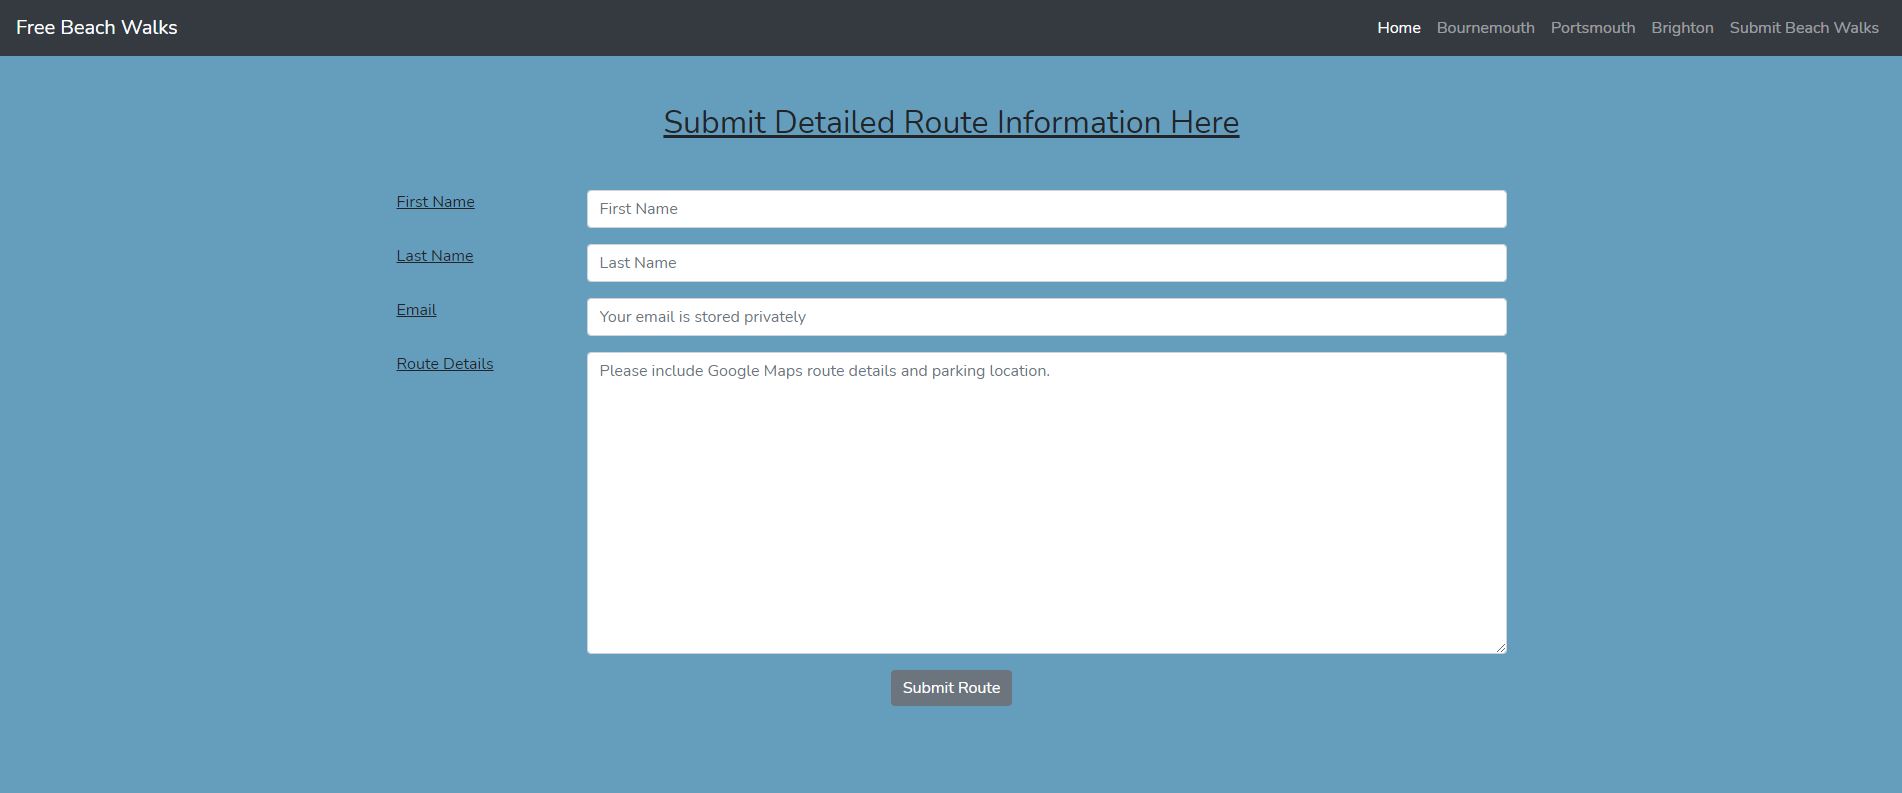 Free Beach Walks
Home Bournemouth Portsmouth Brighton Submit Beach Walks
Submit Detailed Route Information Here
First Name
First Name
Last Name
Last Name
Email
Your email is stored privately
Route Details
Please include Google Maps route details and parking location.
Submit Route